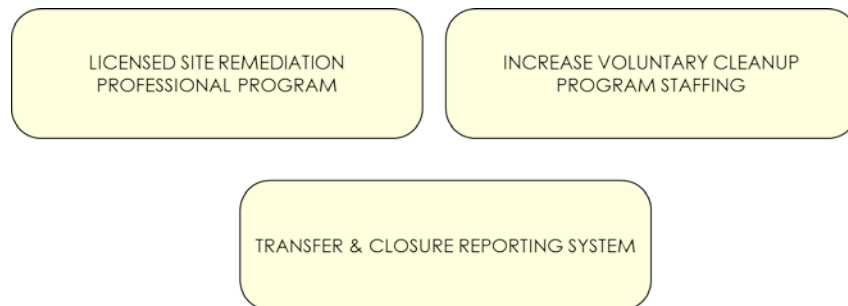 LICENSED SITE REMEDIATION
PROFESSIONAL PROGRAM
INCREASE VOLUNTARY CLEANUP
PROGRAM STAFFING
TRANSFER & CLOSURE REPORTING SYSTEM